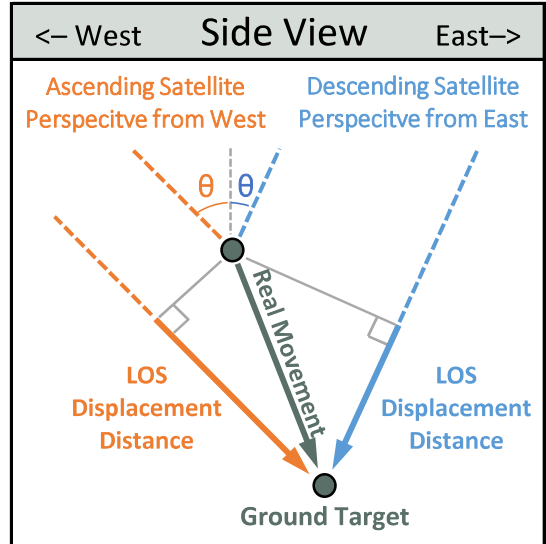 <– West Side View East–>
Ascending Satellite
Perspecitve from West
Descending Satellite
Perspecitve from East
θ θ
Real Movement
LOS
Displacement
Distance
LOS
Displacement
Distance
Ground Target